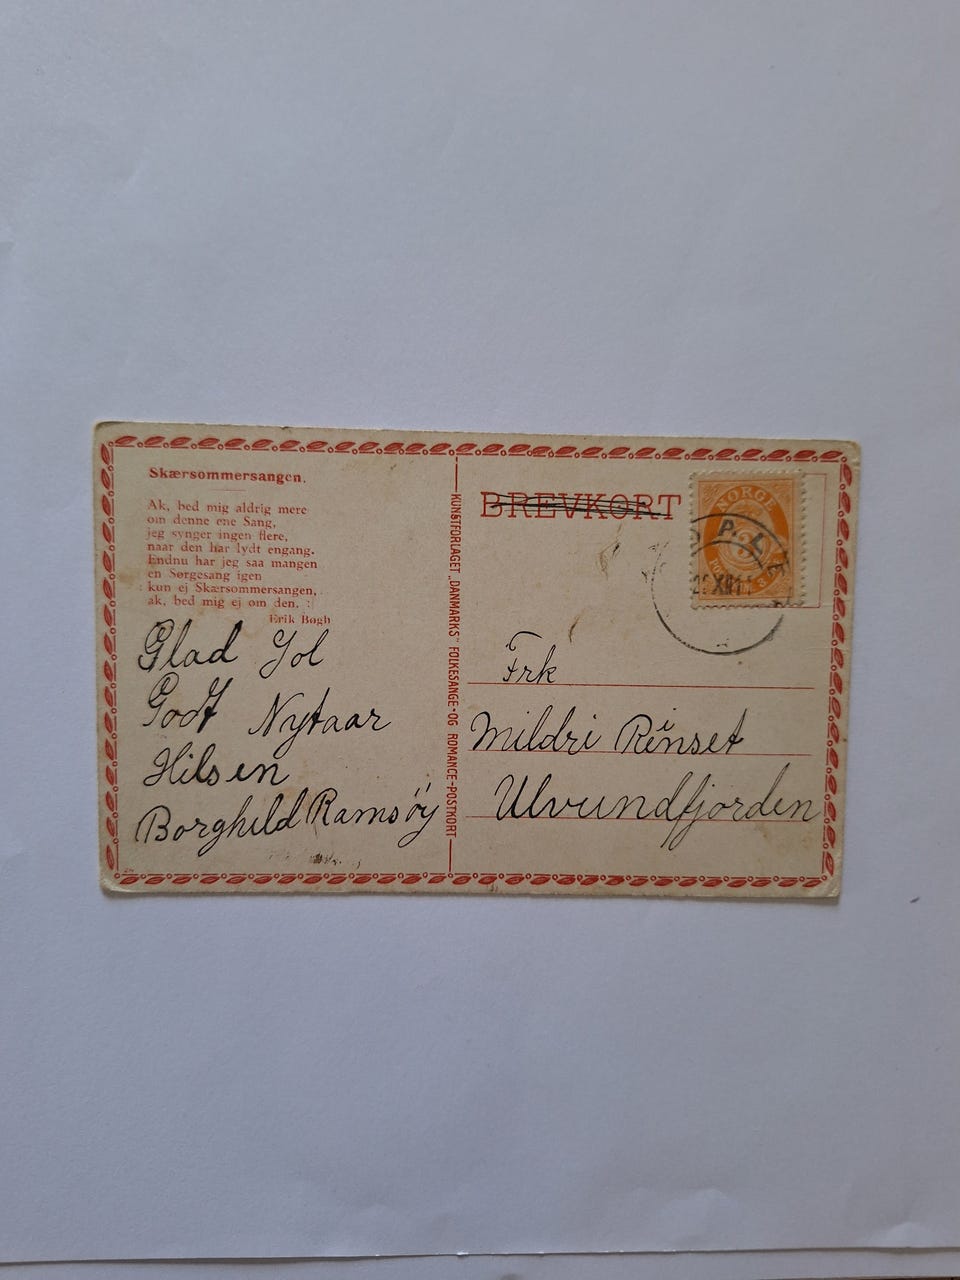 Skærsommersangen.
Ak, bed mig aldrig mere
om denne ene Sang,
jeg synger ingen flere,
naar den har lydt engang.
Endnu har jeg saa mangen
en Sørgesang igen
kun ej Skærsommersangen,
ak, bed mig ej om den. :|
Erik Bøgh
Glad Jol
Godt Nytaar
Hilsen
Borghild Ramsöy
KUNSTFORLAGET „DANMARKS" FOLKESANGE- OG ROMANCE-POSTKORT
BREVKORT
NORGE
3
XII
Frk
Mildri Rinset
Ulvundfjorden